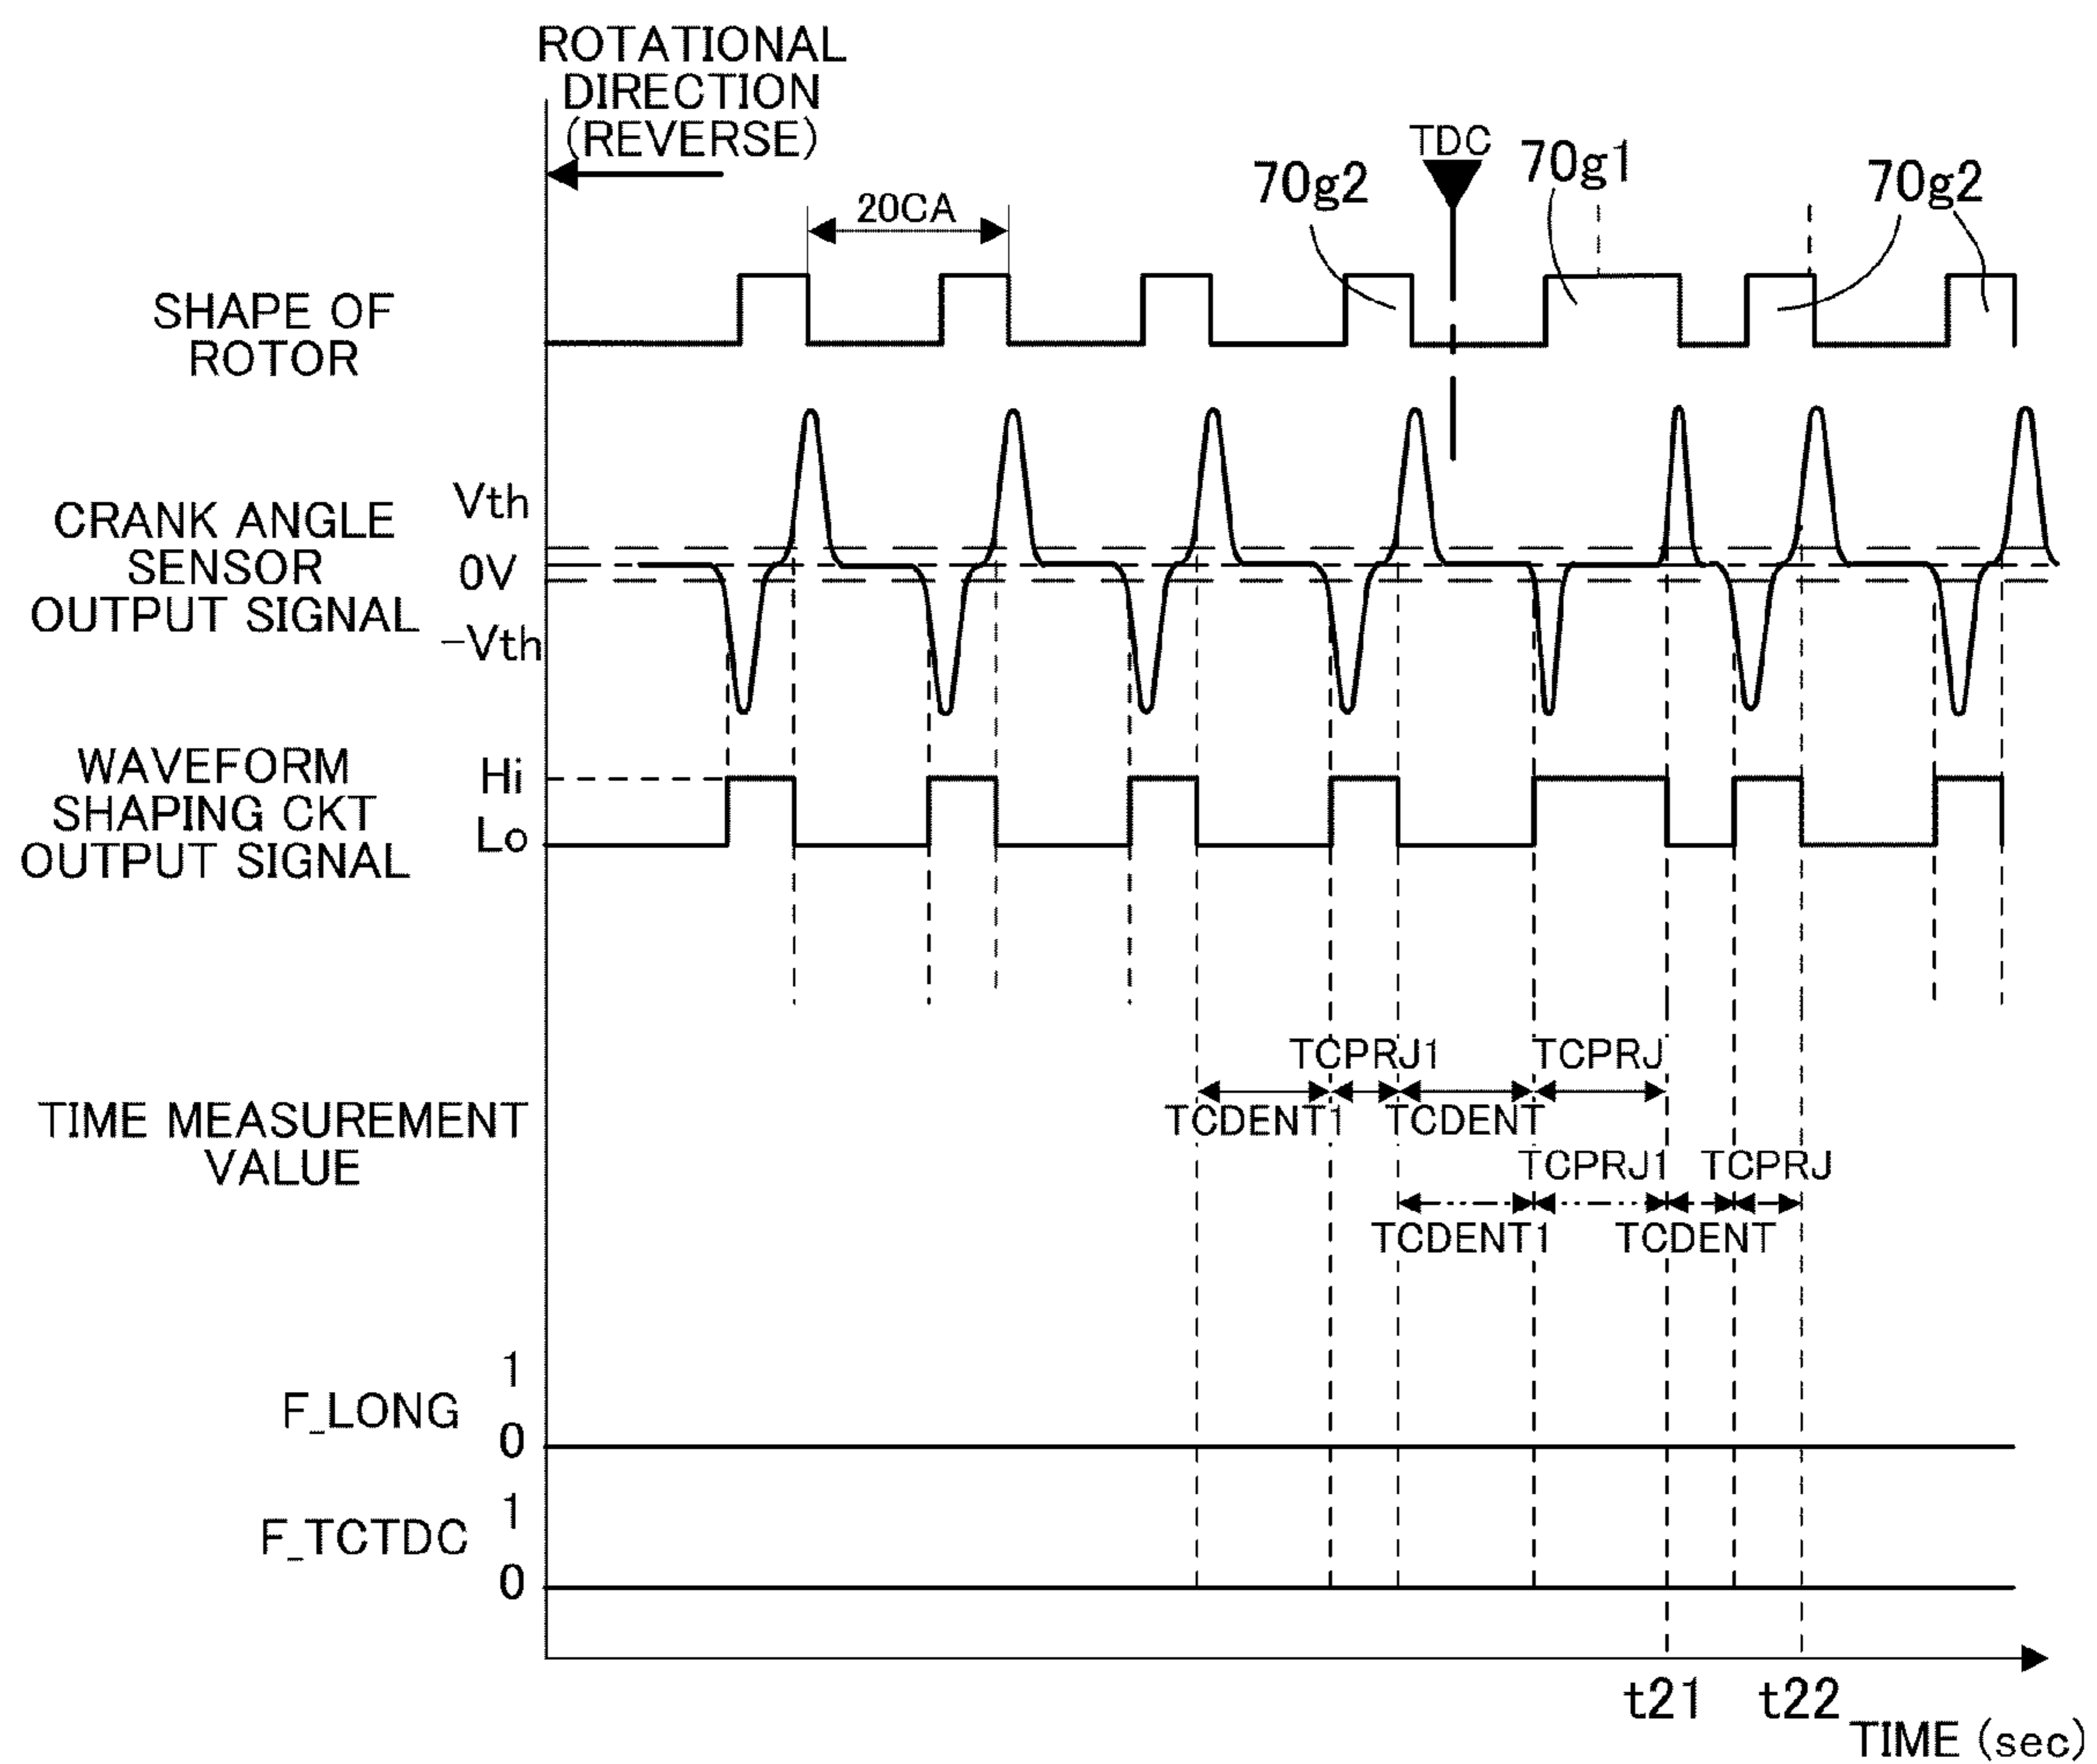 ROTATIONAL
DIRECTION
(REVERSE)
TDC
70g2
70g1
70g2
20CA
SHAPE OF
ROTOR
CRANK ANGLE
SENSOR
OUTPUT SIGNAL
Vth
0V
-Vth
WAVEFORM
SHAPING CKT
OUTPUT SIGNAL
Hi
Lo
TIME MEASUREMENT
VALUE
TCPRJ1
TCPRJ
TCDENT1
TCDENT
TCPRJ1
TCPRJ
TCDENT1
TCDENT
F_LONG
1
0
F_TCTDC
1
0
t21
t22
TIME (sec)